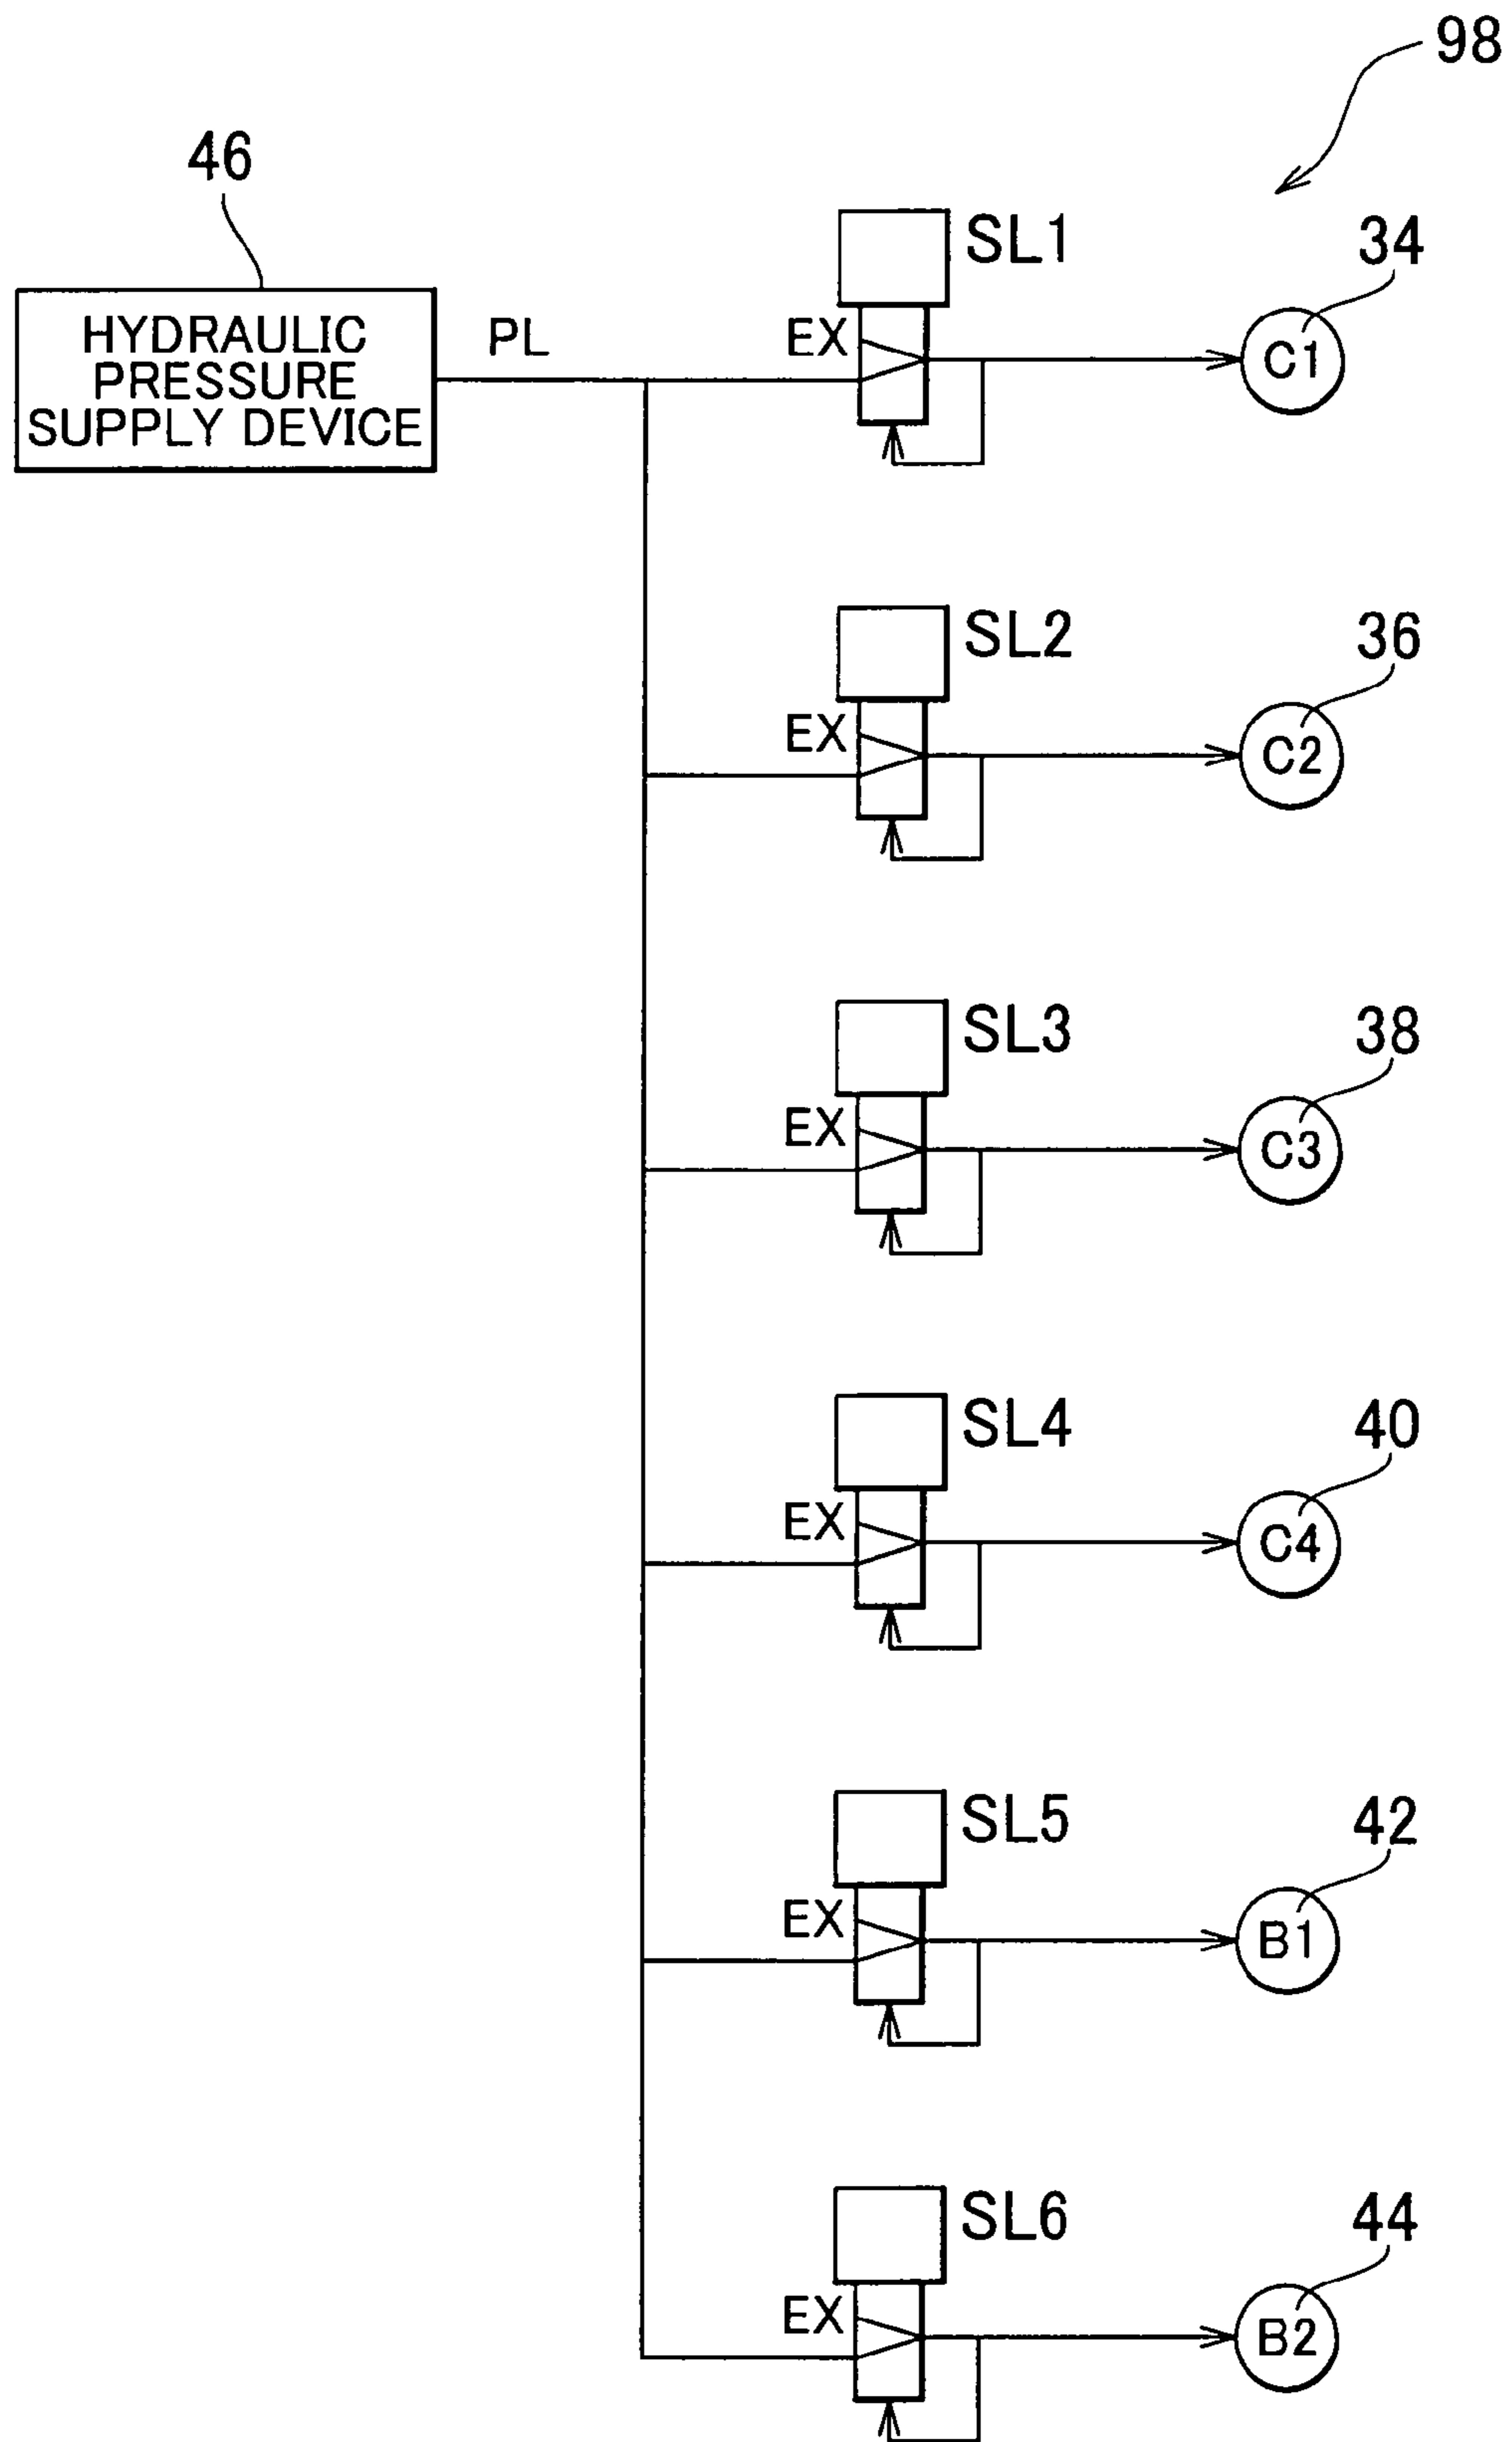 98
46
HYDRAULIC
PRESSURE
SUPPLY DEVICE
PL
SL1
EX
34
C1
SL2
EX
36
C2
SL3
EX
38
C3
SL4
EX
40
C4
SL5
EX
42
B1
SL6
EX
44
B2